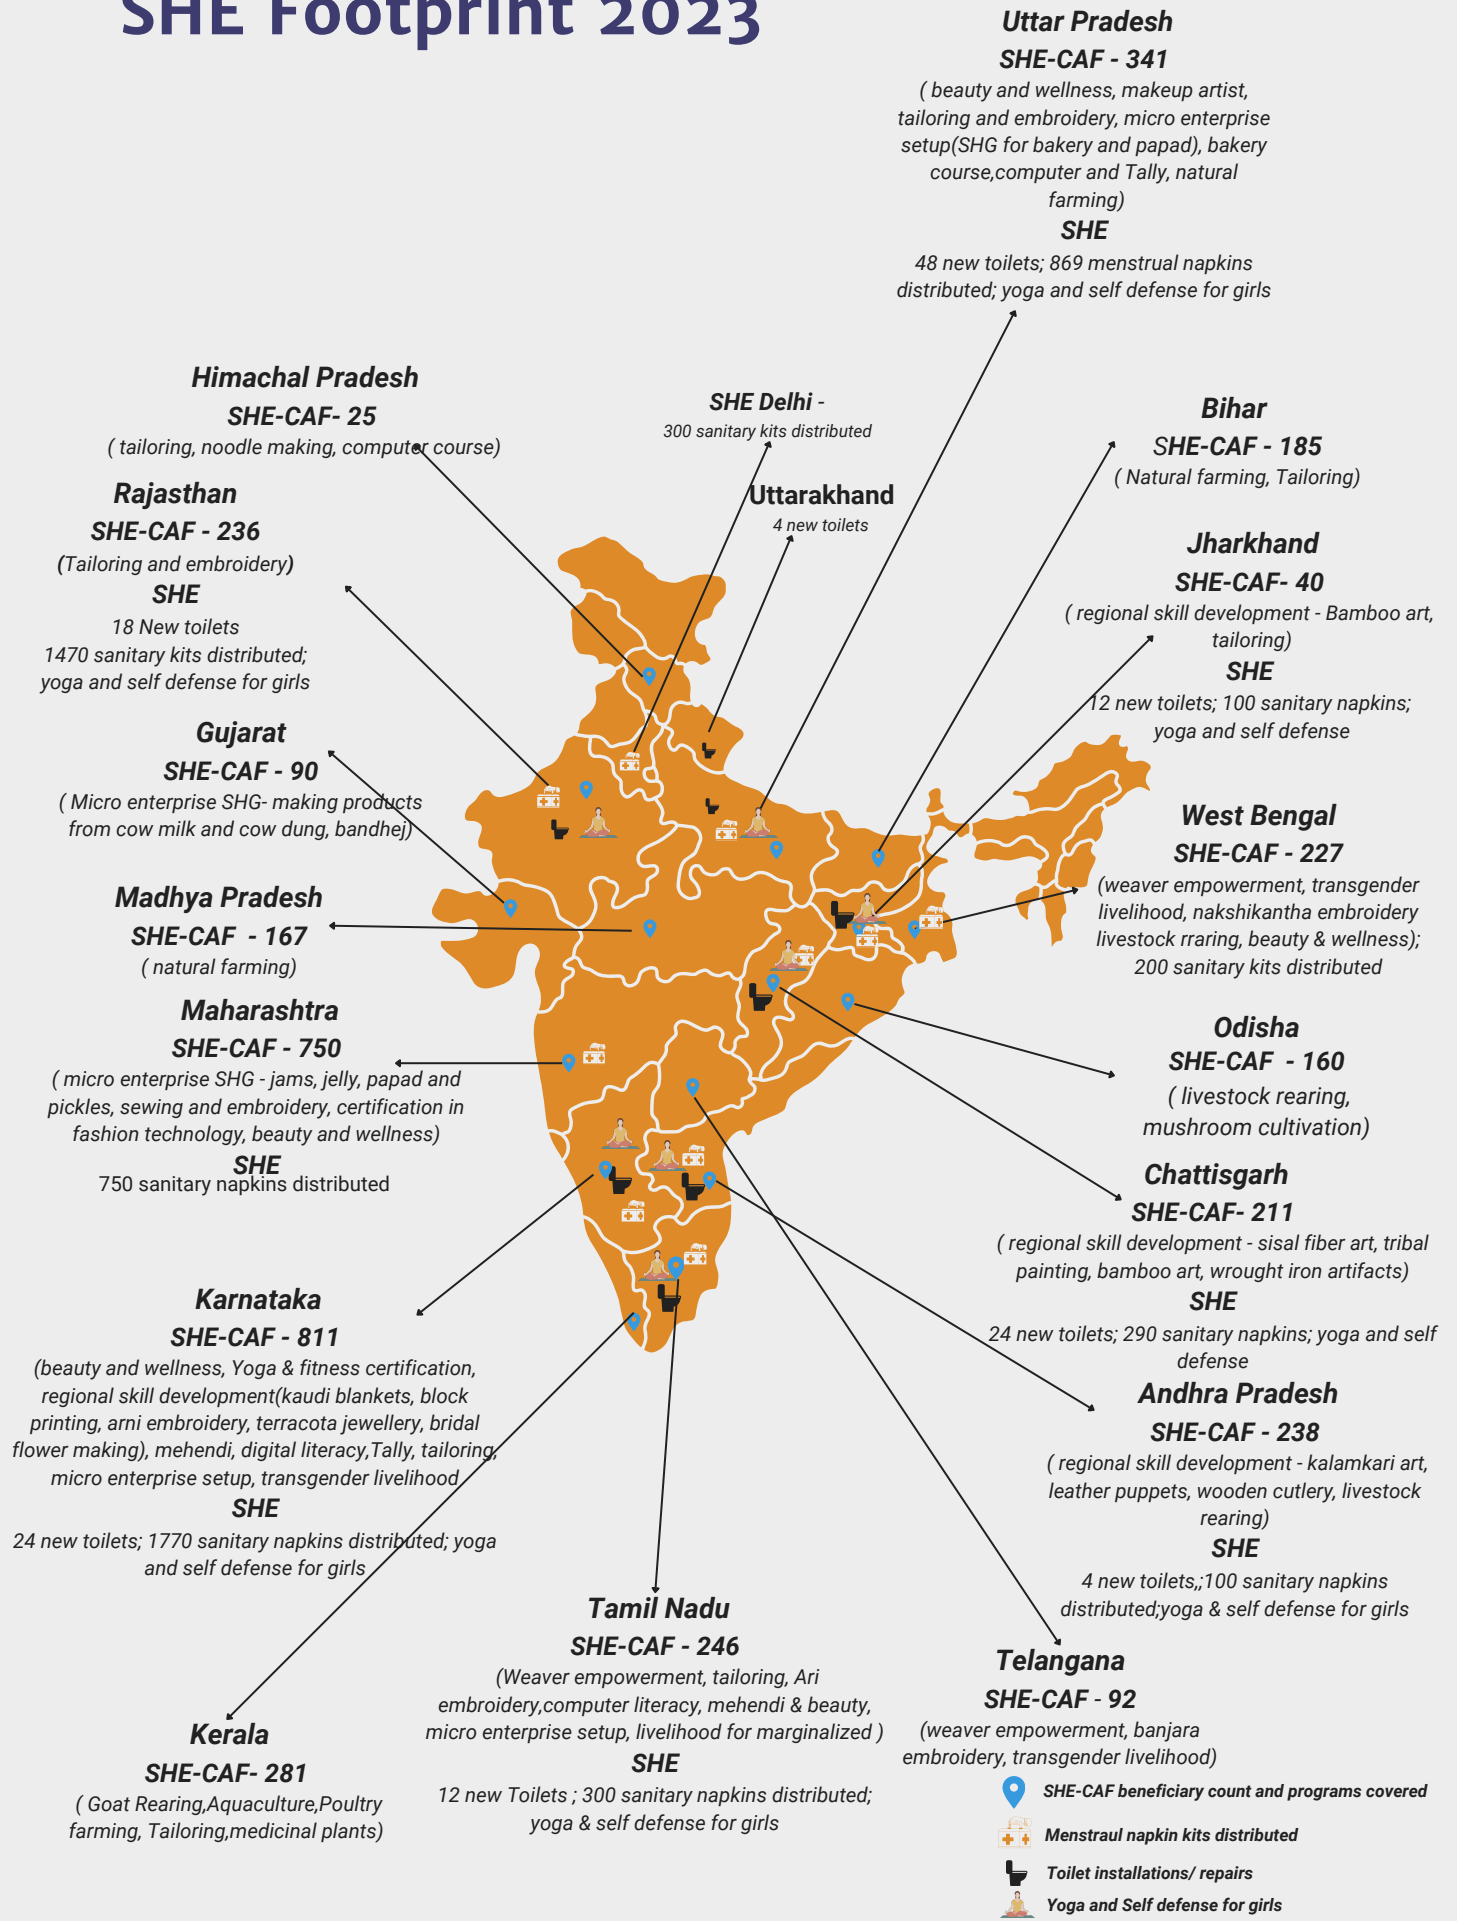 SHE Footprint 2023
Uttar Pradesh
SHE-CAF - 341
( beauty and wellness, makeup artist,
tailoring and embroidery, micro enterprise
setup(SHG for bakery and papad), bakery
course,computer and Tally, natural
farming)
SHE
48 new toilets; 869 menstrual napkins
distributed; yoga and self defense for girls
Himachal Pradesh
SHE-CAF- 25
( tailoring, noodle making, computer course)
SHE Delhi -
300 sanitary kits distributed
Uttarakhand
4 new toilets
Bihar
SHE-CAF - 185
( Natural farming, Tailoring)
Rajasthan
SHE-CAF - 236
(Tailoring and embroidery)
SHE
18 New toilets
1470 sanitary kits distributed;
yoga and self defense for girls
Jharkhand
SHE-CAF- 40
( regional skill development - Bamboo art,
tailoring)
SHE
12 new toilets; 100 sanitary napkins;
yoga and self defense
Gujarat
SHE-CAF - 90
( Micro enterprise SHG- making products
from cow milk and cow dung, bandhej)
West Bengal
SHE-CAF - 227
(weaver empowerment, transgender
livelihood, nakshikantha embroidery
livestock rraring, beauty & wellness);
200 sanitary kits distributed
Madhya Pradesh
SHE-CAF - 167
( natural farming)
Maharashtra
SHE-CAF - 750
( micro enterprise SHG - jams, jelly, papad and
pickles, sewing and embroidery, certification in
fashion technology, beauty and wellness)
SHE
750 sanitary napkins distributed
Odisha
SHE-CAF - 160
( livestock rearing,
mushroom cultivation)
Chattisgarh
SHE-CAF- 211
( regional skill development - sisal fiber art, tribal
painting, bamboo art, wrought iron artifacts)
SHE
24 new toilets; 290 sanitary napkins; yoga and self
defense
Karnataka
SHE-CAF - 811
(beauty and wellness, Yoga & fitness certification,
regional skill development(kaudi blankets, block
printing, arni embroidery, terracota jewellery, bridal
flower making), mehendi, digital literacy,Tally, tailoring,
micro enterprise setup, transgender livelihood
SHE
24 new toilets; 1770 sanitary napkins distributed; yoga
and self defense for girls
Andhra Pradesh
SHE-CAF - 238
( regional skill development - kalamkari art,
leather puppets, wooden cutlery, livestock
rearing)
SHE
4 new toilets,;100 sanitary napkins
distributed;yoga & self defense for girls
Tamil Nadu
SHE-CAF - 246
(Weaver empowerment, tailoring, Ari
embroidery,computer literacy, mehendi & beauty,
micro enterprise setup, livelihood for marginalized )
SHE
12 new Toilets ; 300 sanitary napkins distributed;
yoga & self defense for girls
Telangana
SHE-CAF - 92
(weaver empowerment, banjara
embroidery, transgender livelihood)
Kerala
SHE-CAF- 281
( Goat Rearing,Aquaculture,Poultry
farming, Tailoring,medicinal plants)
SHE-CAF beneficiary count and programs covered
Menstraul napkin kits distributed
Toilet installations/ repairs
Yoga and Self defense for girls